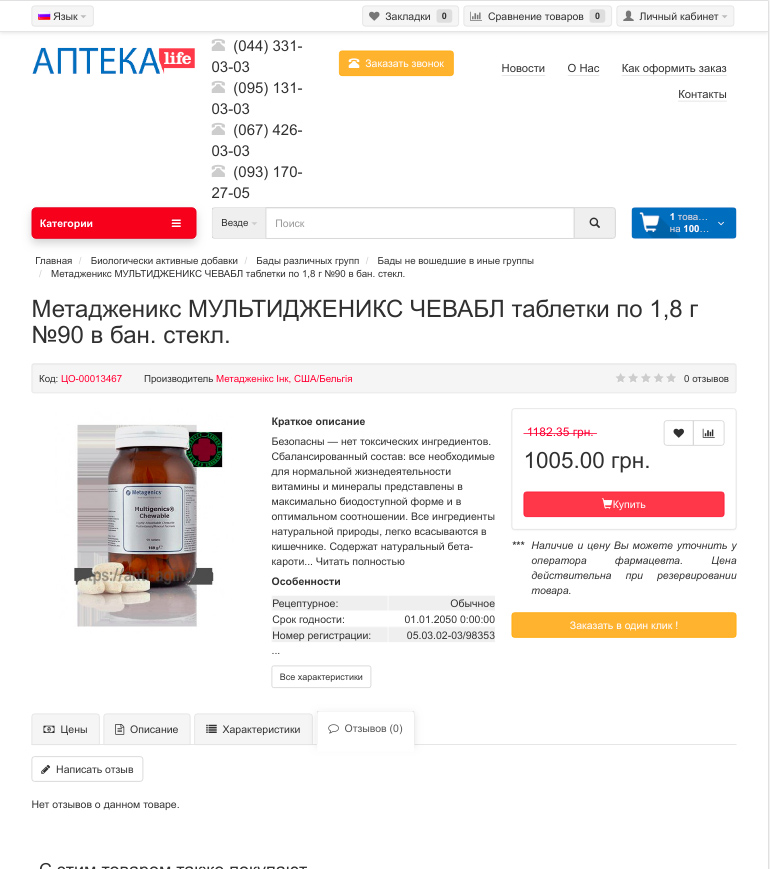 Язык
Закладки 0
Сравнение товаров 0
Личный кабинет
АПТЕКА life
(044) 331-
03-03
(095) 131-
03-03
(067) 426-
03-03
(093) 170-
27-05
Заказать звонок
Новости
О Нас
Как оформить заказ
Контакты
Категории
Везде
Поиск
1 това...
на 100...
Главная / Биологически активные добавки / Бады различных групп / Бады не вошедшие в иные группы
/ Метадженикс МУЛЬТИДЖЕНИКС ЧЕВАБЛ таблетки по 1,8 г №90 в бан. стекл.
Метадженикс МУЛЬТИДЖЕНИКС ЧЕВАБЛ таблетки по 1,8 г
№90 в бан. стекл.
Код: ЦО-00013467
Производитель Метадженікс Інк, США/Бельгія
0 отзывов
Metagenics
Multigenics®
Chewable
Краткое описание
Безопасны — нет токсических ингредиентов.
Сбалансированный состав: все необходимые
для нормальной жизнедеятельности
витамины и минералы представлены в
максимально биодоступной форме и в
оптимальном соотношении. Все ингредиенты
натуральной природы, легко всасываются в
кишечнике. Содержат натуральный бета-
кароти... Читать полностью
Особенности
Рецептурное: Обычное
Срок годности: 01.01.2050 0:00:00
Номер регистрации: 05.03.02-03/98353
...
Все характеристики
1182.35 грн.
1005.00 грн.
Купить
*** Наличие и цену Вы можете уточнить у
оператора фармацевта. Цена
действительна при резервировании
товара.
Заказать в один клик !
Цены
Описание
Характеристики
Отзывов (0)
Написать отзыв
Нет отзывов о данном товаре.
С этим товаром также покупают